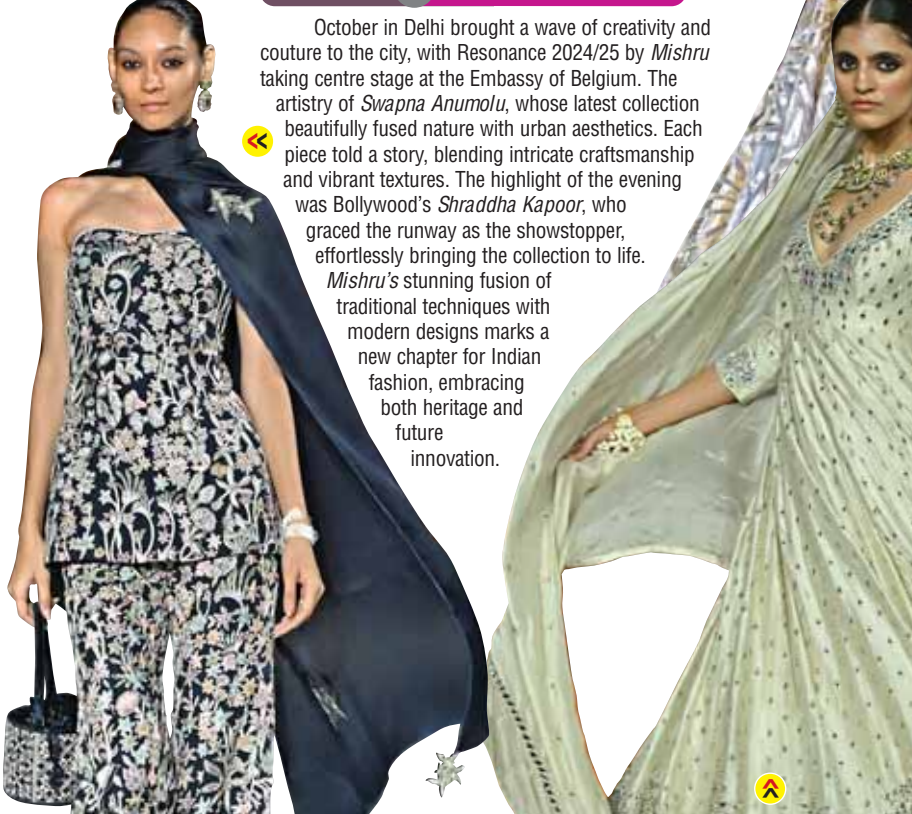 October in Delhi brought a wave of creativity and
couture to the city, with Resonance 2024/25 by Mishru
taking centre stage at the Embassy of Belgium. The
artistry of Swapna Anumolu, whose latest collection
beautifully fused nature with urban aesthetics. Each
piece told a story, blending intricate craftsmanship
and vibrant textures. The highlight of the evening
was Bollywood's Shraddha Kapoor, who
graced the runway as the showstopper,
effortlessly bringing the collection to life.
Mishru's stunning fusion of
traditional techniques with
modern designs marks a
new chapter for Indian
fashion, embracing
both heritage and
future
innovation.